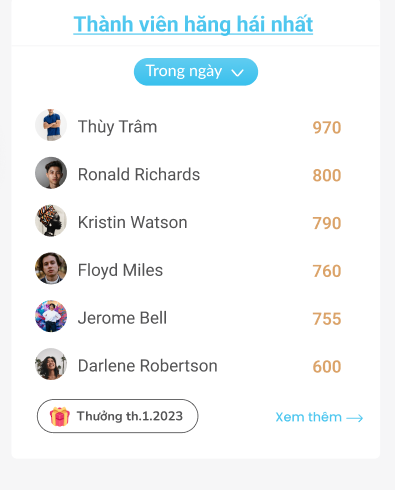 Thành viên hăng hái nhất
Trong ngày
Thùy Trâm 970
Ronald Richards 800
Kristin Watson 790
Floyd Miles 760
Jerome Bell 755
Darlene Robertson 600
Thưởng th.1.2023 Xem thêm